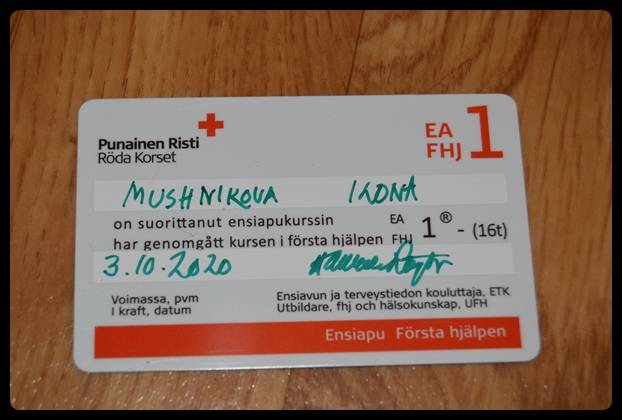 Punainen Risti
Röda Korset
EA
FHJ 1
MUSHNIKOVA ILONA
on suorittanut ensiapukurssin EA
har genomgått kursen i första hjälpen FHJ 1® - (16t)
3.10.2020
Voimassa, pvm
I kraft, datum
Ensiavun ja terveystiedon kouluttaja, ETK
Utbildare, fhj och hälsokunskap, UFH
Ensiapu Första hjälpen